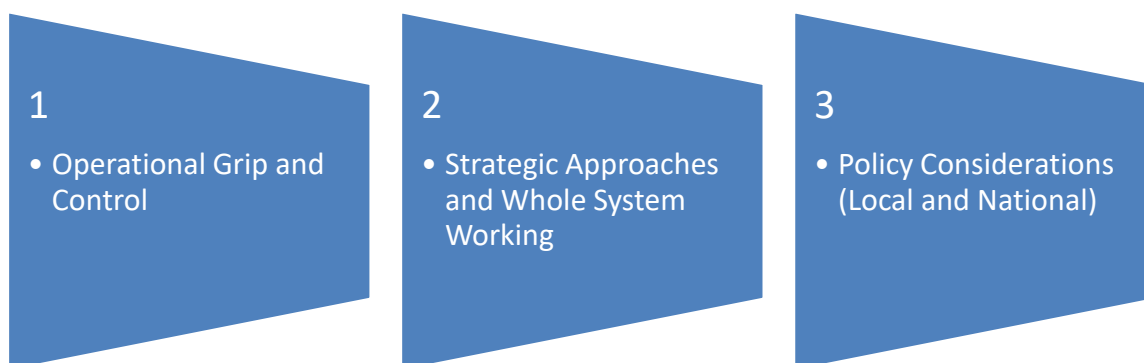 1
• Operational Grip and
Control
2
• Strategic Approaches
and Whole System
Working
3
• Policy Considerations
(Local and National)